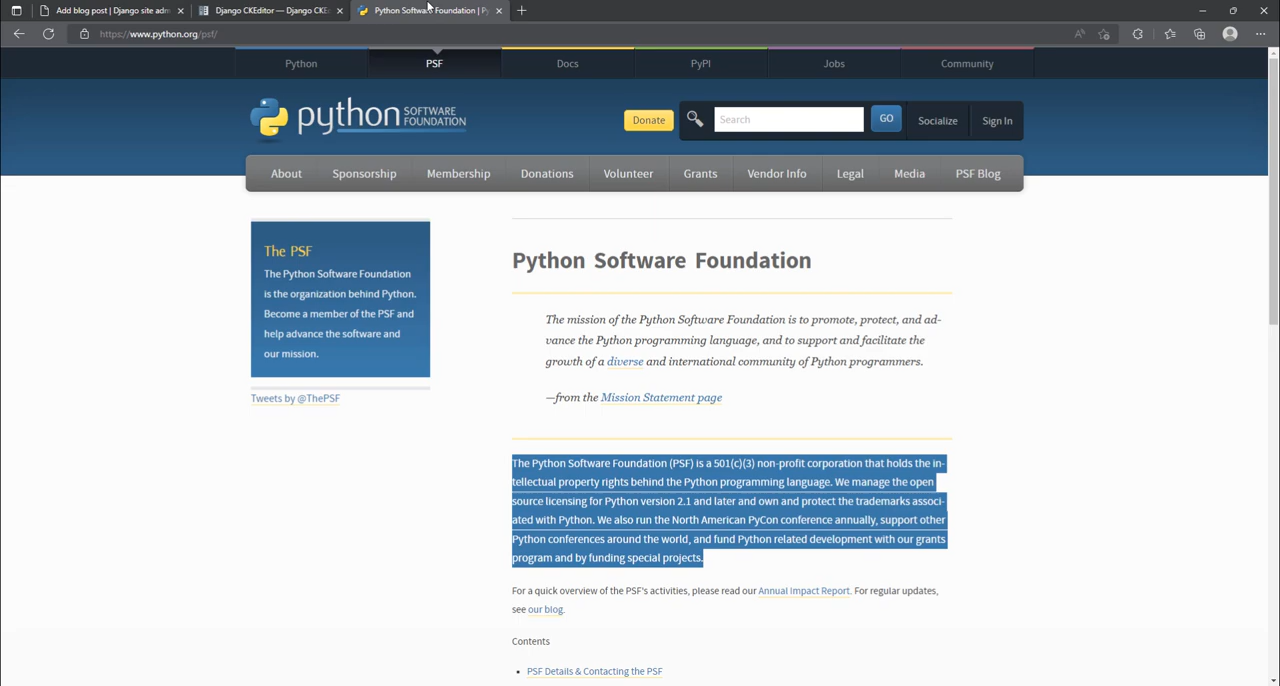 Add blog post | Django site adm
Django CKEditor — Django CKE
Python Software Foundation | Py
https://www.python.org/psf/
Python
PSF
Docs
PyPI
Jobs
Community
python SOFTWARE
FOUNDATION
Donate
Search
GO
Socialize
Sign In
About
Sponsorship
Membership
Donations
Volunteer
Grants
Vendor Info
Legal
Media
PSF Blog
The PSF
The Python Software Foundation
is the organization behind Python.
Become a member of the PSF and
help advance the software and
our mission.
Tweets by @ThePSF
Python Software Foundation
The mission of the Python Software Foundation is to promote, protect, and ad-
vance the Python programming language, and to support and facilitate the
growth of a diverse and international community of Python programmers.
—from the Mission Statement page
The Python Software Foundation (PSF) is a 501(c)(3) non-profit corporation that holds the in-
tellectual property rights behind the Python programming language. We manage the open
source licensing for Python version 2.1 and later and own and protect the trademarks associ-
ated with Python. We also run the North American PyCon conference annually, support other
Python conferences around the world, and fund Python related development with our grants
program and by funding special projects.
For a quick overview of the PSF's activities, please read our Annual Impact Report. For regular updates,
see our blog.
Contents
• PSF Details & Contacting the PSF